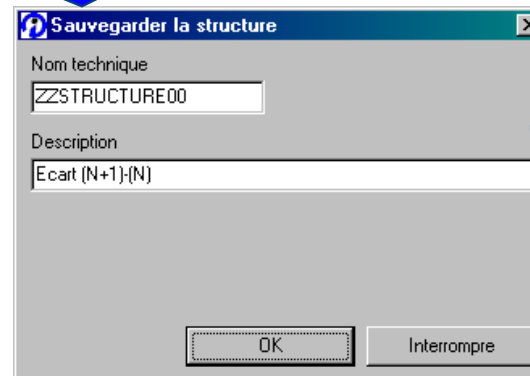 Sauvegarder la structure
Nom technique
ZZSTRUCTURE00
Description
Ecart (N+1)-(N)
OK
Interrompre